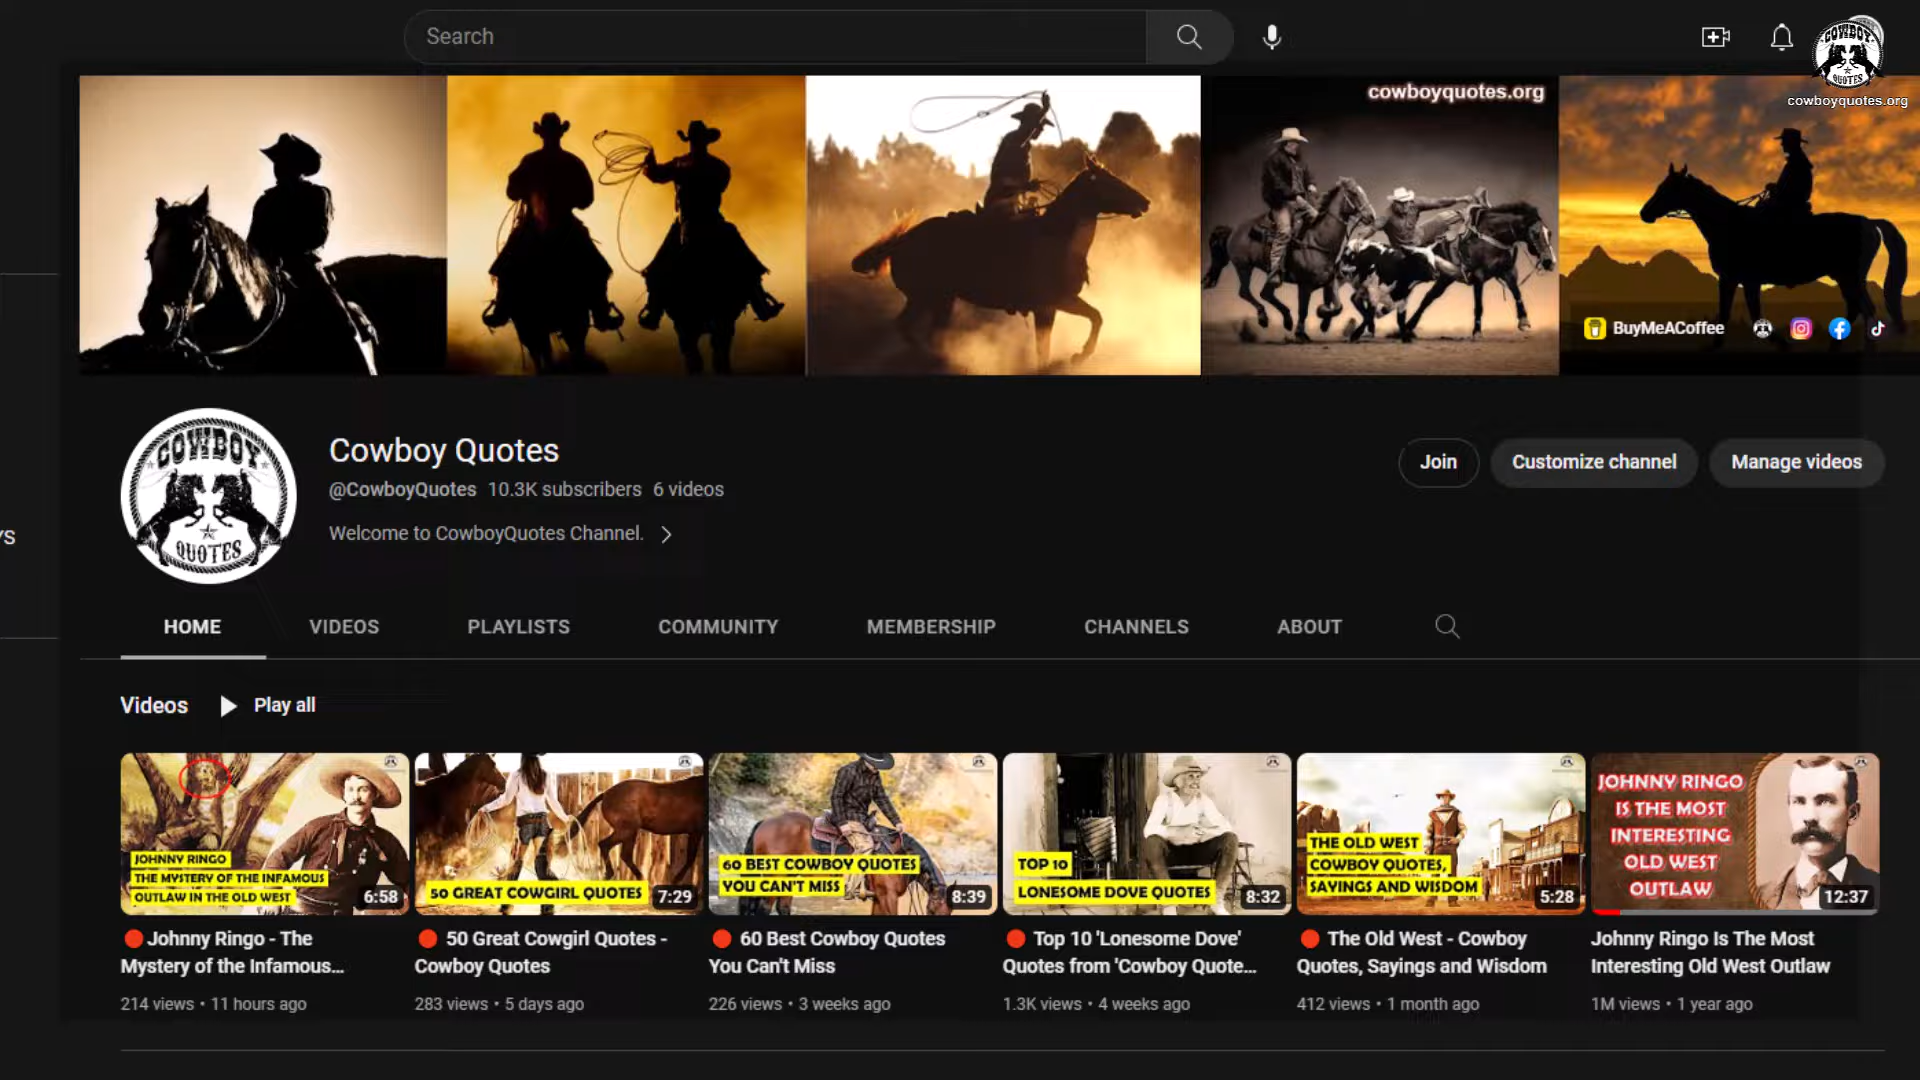 Search
COWBOY
QUOTES
cowboyquotes.org
cowboyquotes.org
BuyMeACoffee
COWBOY
QUOTES
Cowboy Quotes
@CowboyQuotes 10.3K subscribers 6 videos
Welcome to CowboyQuotes Channel.
Join
Customize channel
Manage videos
YS
HOME
VIDEOS
PLAYLISTS
COMMUNITY
MEMBERSHIP
CHANNELS
ABOUT
Videos
Play all
JOHNNY RINGO
THE MYSTERY OF THE INFAMOUS
OUTLAW IN THE OLD WEST
6:58
50 GREAT COWGIRL QUOTES
7:29
60 BEST COWBOY QUOTES
YOU CAN'T MISS
8:39
TOP 10
LONESOME DOVE QUOTES
8:32
THE OLD WEST
COWBOY QUOTES,
SAYINGS AND WISDOM
5:28
JOHNNY RINGO
IS THE MOST
INTERESTING
OLD WEST
OUTLAW
12:37
Johnny Ringo - The
Mystery of the Infamous...
214 views • 11 hours ago
50 Great Cowgirl Quotes -
Cowboy Quotes
283 views • 5 days ago
60 Best Cowboy Quotes
You Can't Miss
226 views • 3 weeks ago
Top 10 'Lonesome Dove'
Quotes from 'Cowboy Quote...
1.3K views • 4 weeks ago
The Old West - Cowboy
Quotes, Sayings and Wisdom
412 views • 1 month ago
Johnny Ringo Is The Most
Interesting Old West Outlaw
1M views • 1 year ago